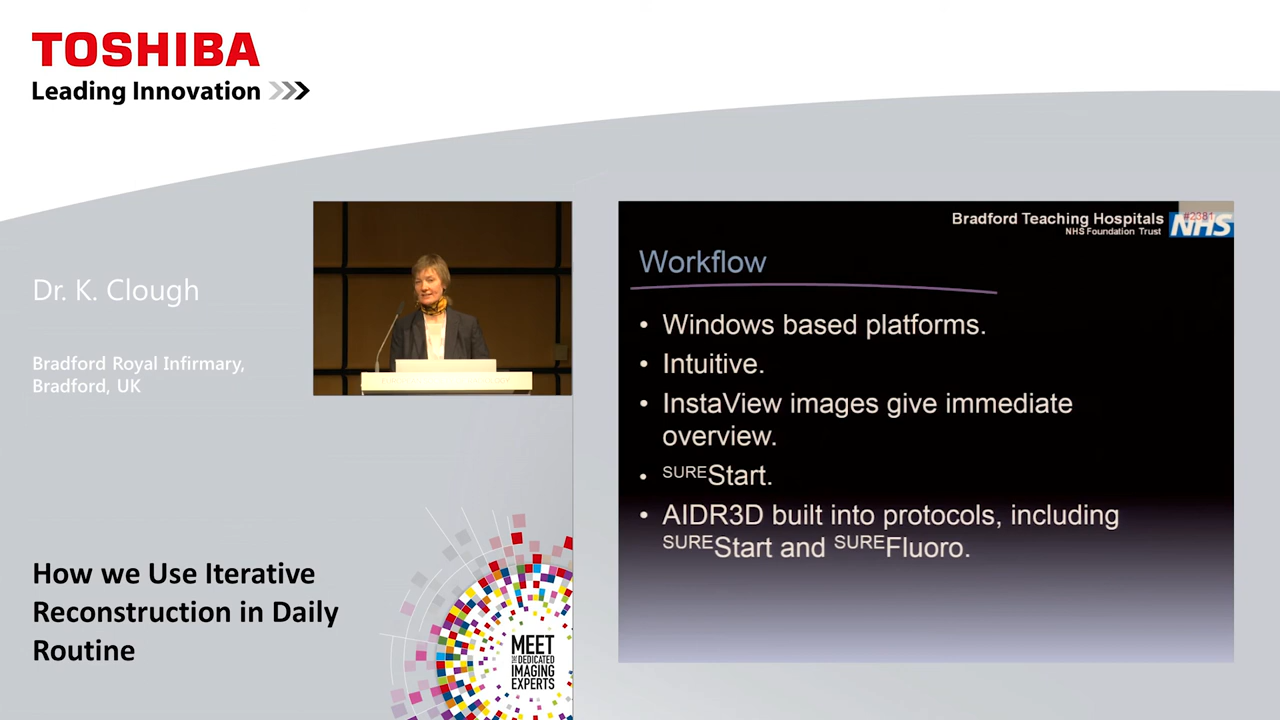 TOSHIBA
Leading Innovation
Dr. K. Clough
Bradford Royal Infirmary,
Bradford, UK
How we Use Iterative
Reconstruction in Daily
Routine
MEET
THE DEDICATED
IMAGING
EXPERTS
Bradford Teaching Hospitals
NHS Foundation Trust
NHS
#2381
Workflow
• Windows based platforms.
• Intuitive.
• InstaView images give immediate
overview.
• SUREStart.
• AIDR3D built into protocols, including
SUREStart and SUREFluoro.